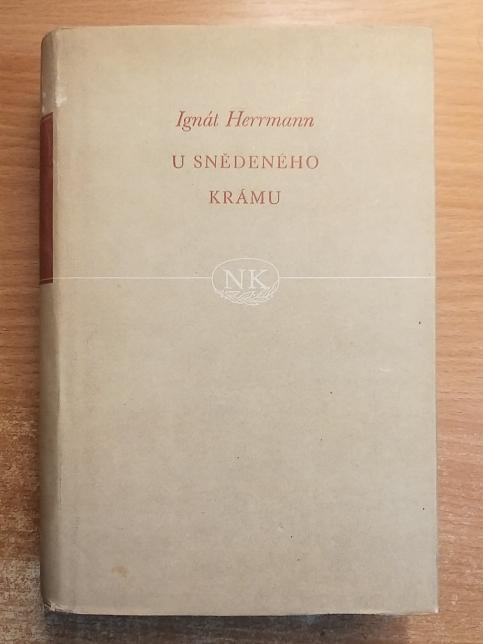 Ignát Herrmann
U SNĚDENÉHO
KRÁMU
NK